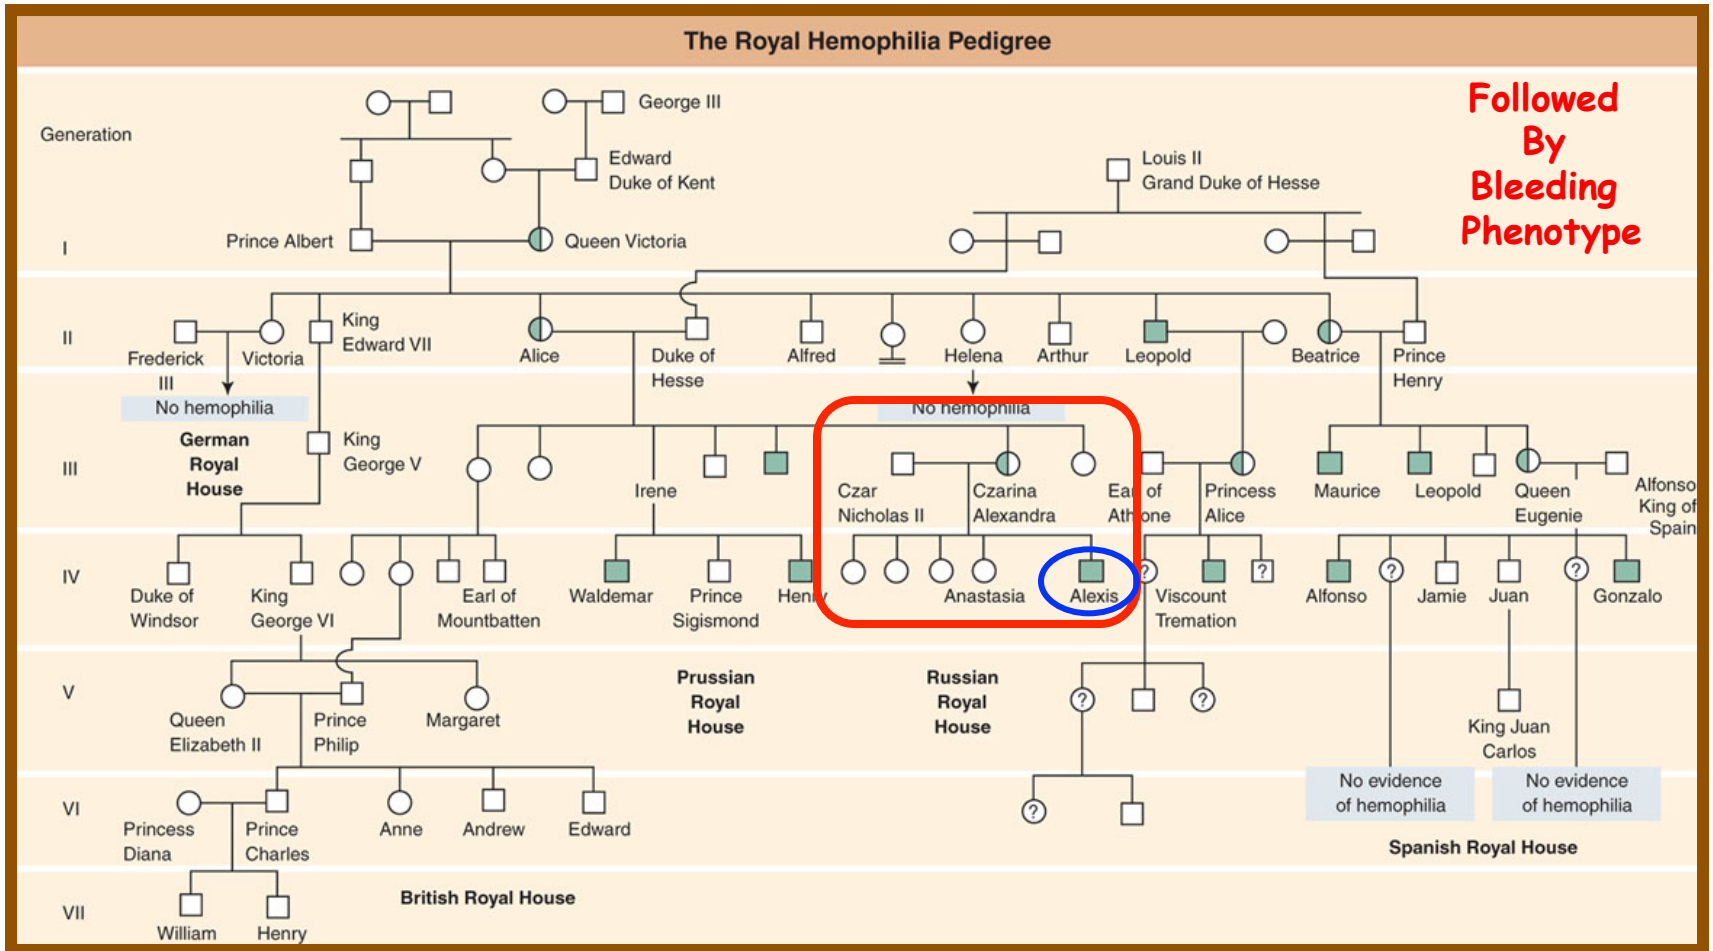 The Royal Hemophilia Pedigree
Followed
By
Bleeding
Phenotype
Generation
George III
Edward
Duke of Kent
Louis II
Grand Duke of Hesse
I
Prince Albert
Queen Victoria
II
Frederick
III
Victoria
King
Edward VII
Alice
Duke of
Hesse
Alfred
Helena
Arthur
Leopold
Beatrice
Prince
Henry
No hemophilia
No hemophilia
German
Royal
House
III
King
George V
Irene
Czar
Nicholas II
Czarina
Alexandra
Earl of
Athlone
Princess
Alice
Maurice
Leopold
Queen
Eugenie
Alfonso
King of
Spain
IV
Duke of
Windsor
King
George VI
Earl of
Mountbatten
Waldemar
Prince
Sigismond
Henry
Anastasia
Alexis
?
Viscount
Tremation
?
Alfonso
?
Jamie
Juan
?
Gonzalo
V
Queen
Elizabeth II
Prince
Philip
Margaret
Prussian
Royal
House
Russian
Royal
House
?
?
King Juan
Carlos
No evidence
of hemophilia
No evidence
of hemophilia
VI
Princess
Diana
Prince
Charles
Anne
Andrew
Edward
?
Spanish Royal House
VII
William
Henry
British Royal House